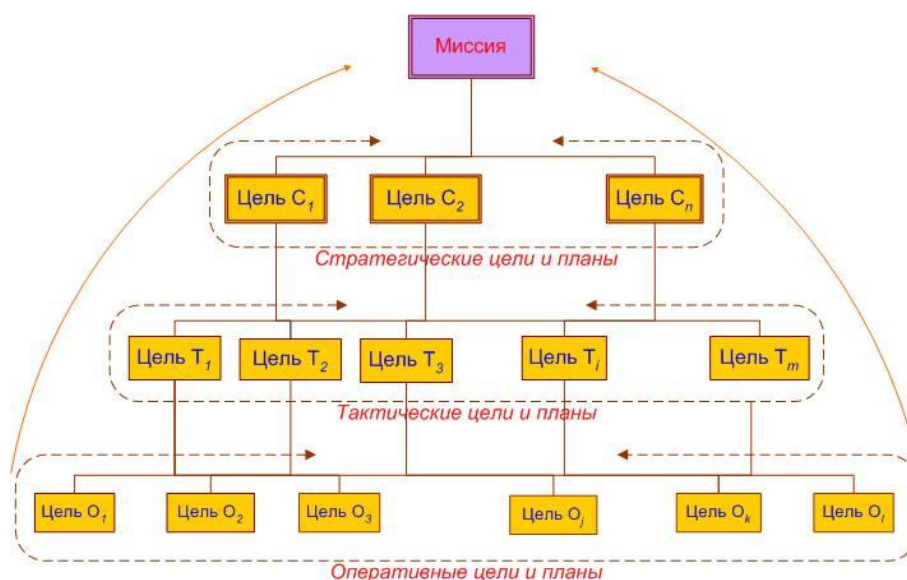 Миссия
Цель С1 Цель С2 Цель Сn
Стратегические цели и планы
Цель Т1 Цель Т2 Цель Т3 Цель Тi Цель Тm
Тактические цели и планы
Цель О1 Цель О2 Цель О3 Цель Оj Цель Оk Цель Оl
Оперативные цели и планы